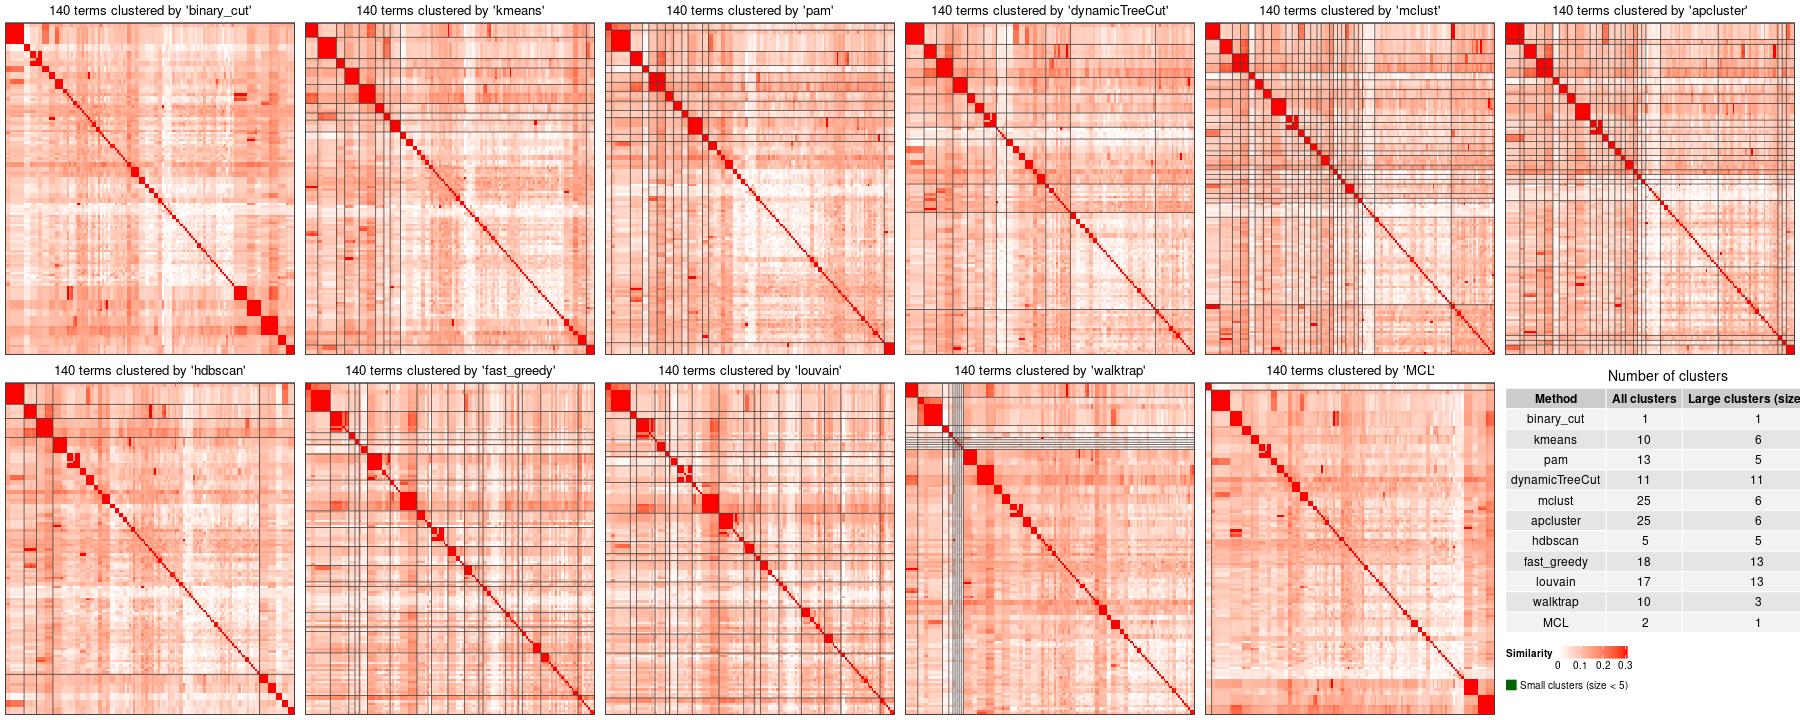 140 terms clustered by 'binary_cut'
140 terms clustered by 'kmeans'
140 terms clustered by 'pam'
140 terms clustered by 'dynamicTreeCut'
140 terms clustered by 'mclust'
140 terms clustered by 'apcluster'
140 terms clustered by 'hdbscan'
140 terms clustered by 'fast_greedy'
140 terms clustered by 'louvain'
140 terms clustered by 'walktrap'
140 terms clustered by 'MCL'
Number of clusters
Method All clusters Large clusters (size
binary_cut 1 1
kmeans 10 6
pam 13 5
dynamicTreeCut 11 11
mclust 25 6
apcluster 25 6
hdbscan 5 5
fast_greedy 18 13
louvain 17 13
walktrap 10 3
MCL 2 1
Similarity
0 0.1 0.2 0.3
Small clusters (size < 5)